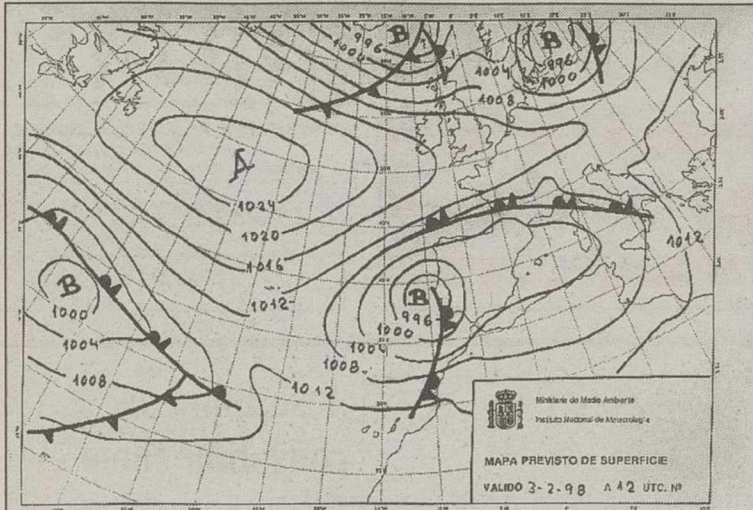 B
996
1004
B
996
1000
1004
1008
A
1024
1020
1016
1012
1012
B
1000
1004
1008
B
996
1000
1004
1008
1012
Ministerio de Medio Ambiente
Instituto Nacional de Meteorología
MAPA PREVISTO DE SUPERFICIE
VALIDO 3-2-98 A 12 UTC. Nº